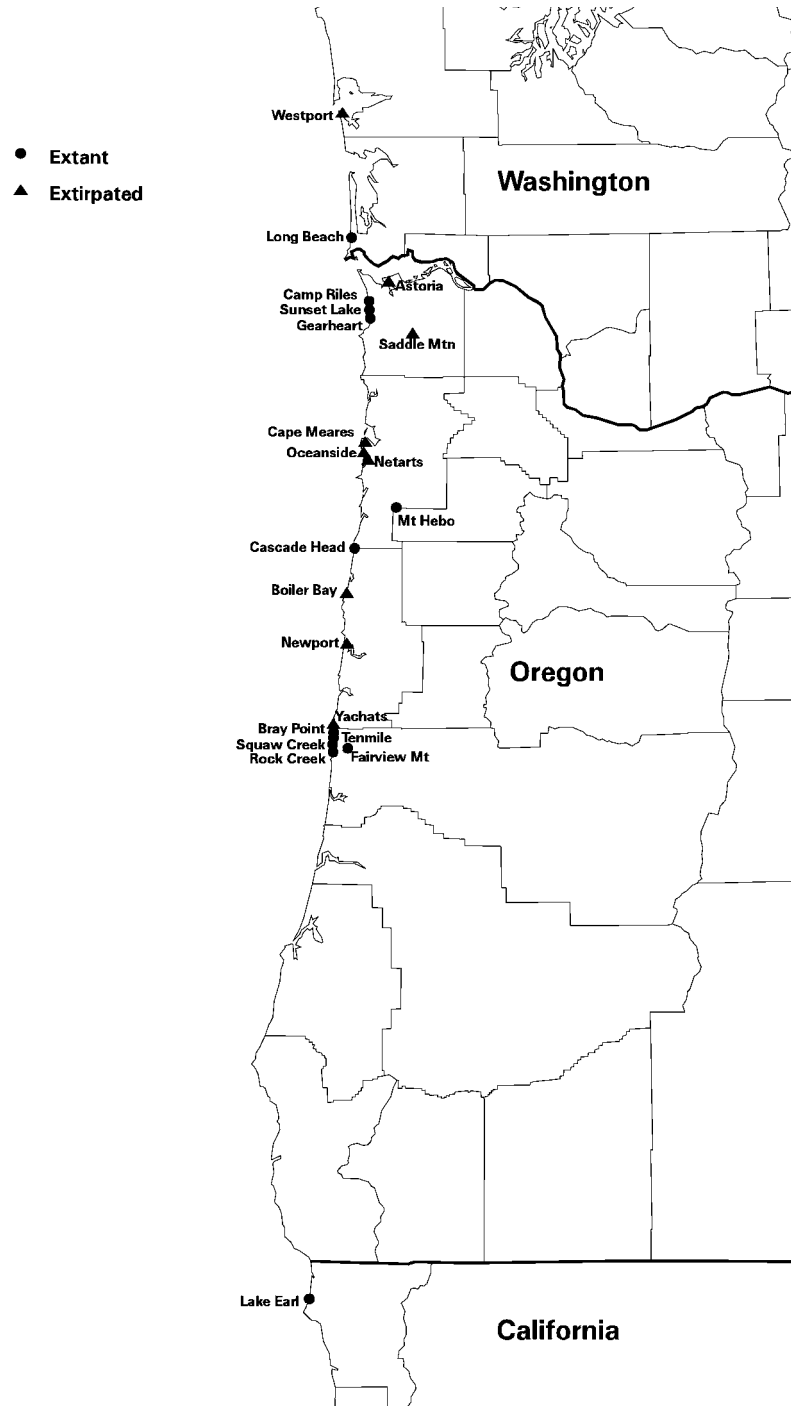 Westport
Extant
Extirpated
Washington
Long Beach
Astoria
Camp Riles
Sunset Lake
Gearheart
Saddle Mtn
Cape Meares
Oceanside
Netarts
Mt Hebo
Cascade Head
Boiler Bay
Newport
Oregon
Yachats
Bray Point
Tenmile
Squaw Creek
Fairview Mt
Rock Creek
Lake Earl
California